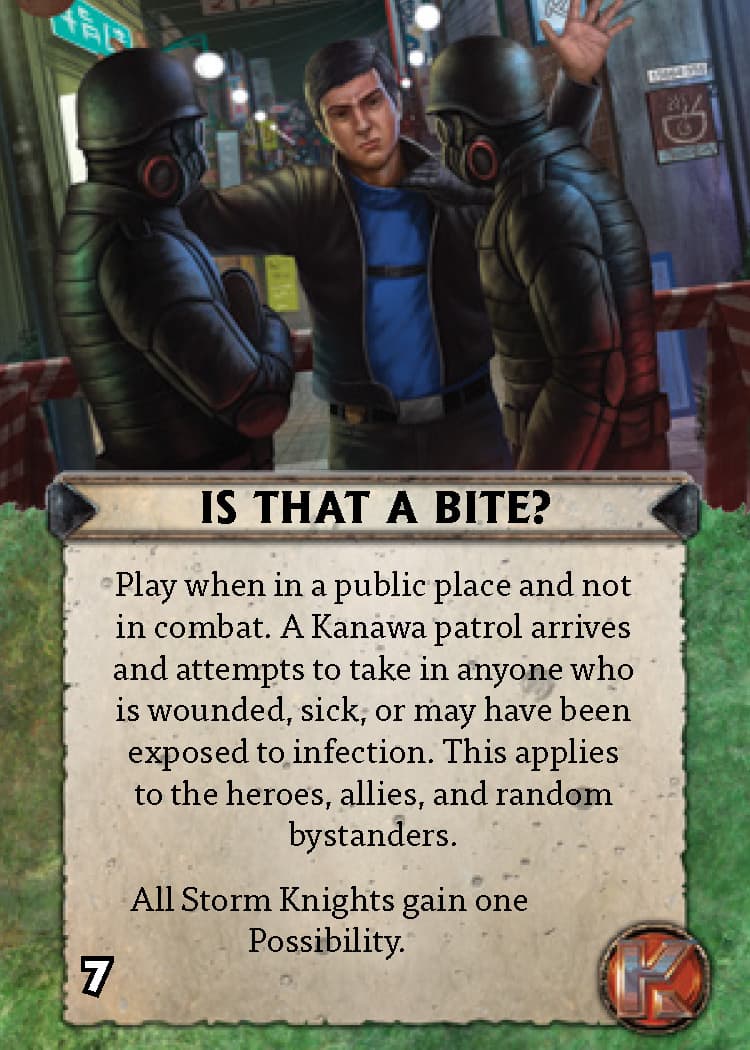 IS THAT A BITE?
Play when in a public place and not
in combat. A Kanawa patrol arrives
and attempts to take in anyone who
is wounded, sick, or may have been
exposed to infection. This applies
to the heroes, allies, and random
bystanders.
All Storm Knights gain one
Possibility.
7
K